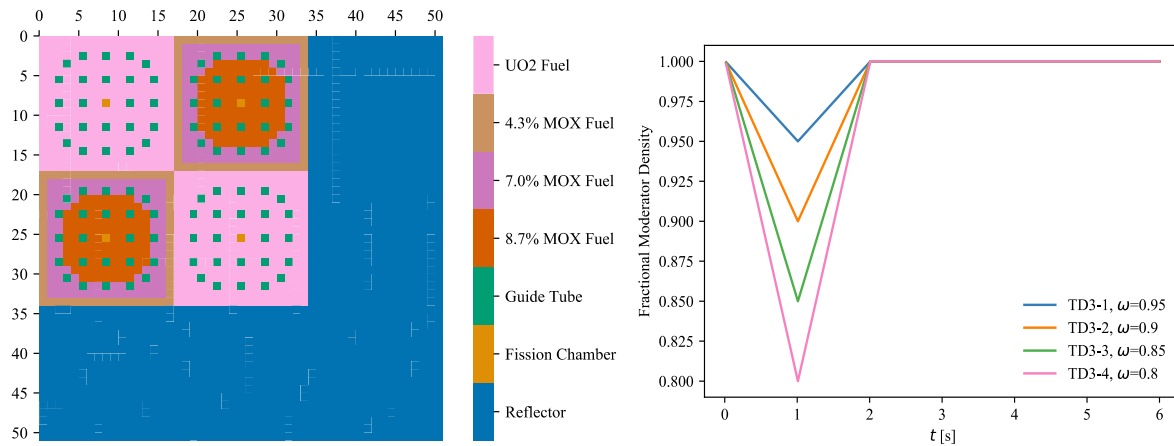 0 5 10 15 20 25 30 35 40 45 50
0
5
10
15
20
25
30
35
40
45
50
UO2 Fuel
4.3% MOX Fuel
7.0% MOX Fuel
8.7% MOX Fuel
Guide Tube
Fission Chamber
Reflector
Fractional Moderator Density
1.000
0.975
0.950
0.925
0.900
0.875
0.850
0.825
0.800
TD3-1, ω=0.95
TD3-2, ω=0.9
TD3-3, ω=0.85
TD3-4, ω=0.8
0 1 2 3 4 5 6
t [s]